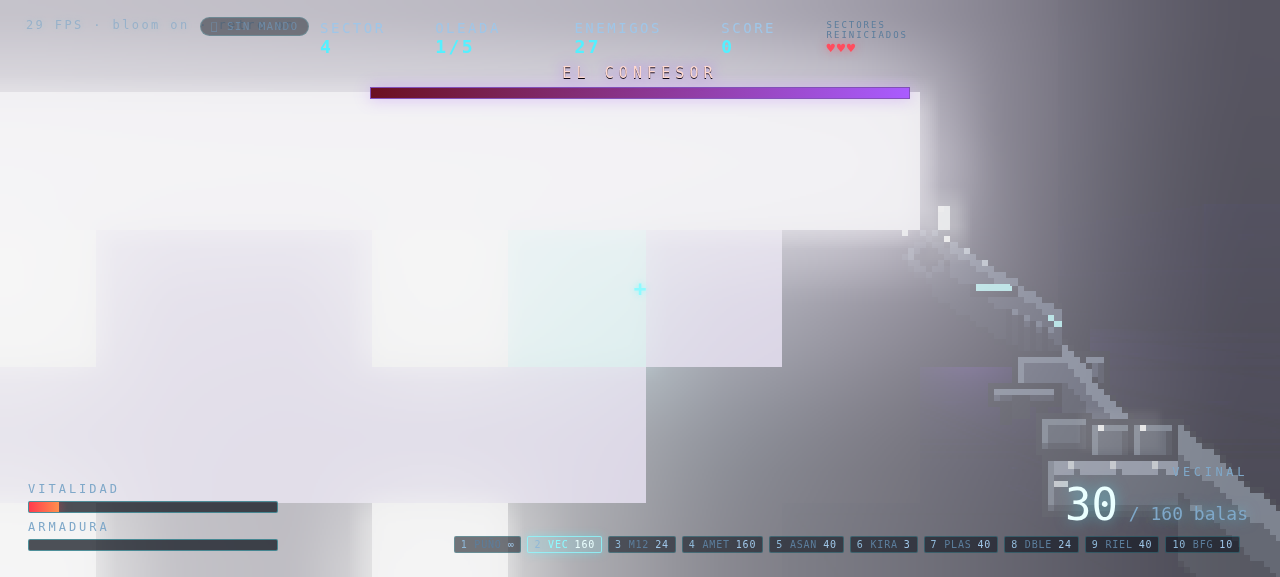 29 FPS · bloom on
SIN MANDO
SECTOR
4
1/5
ENEMIGOS
27
SCORE
0
SECTORES
REINICIADOS
♥♥♥
EL CONFESOR
VITALIDAD
ARMADURA
VECINAL
30 / 160 balas
1 ∞
2 VEC 160
3 M12 24
4 AMET 160
5 ASAN 40
6 KIRA 3
7 PLAS 40
8 DBLE 24
9 RIEL 40
10 BFG 10